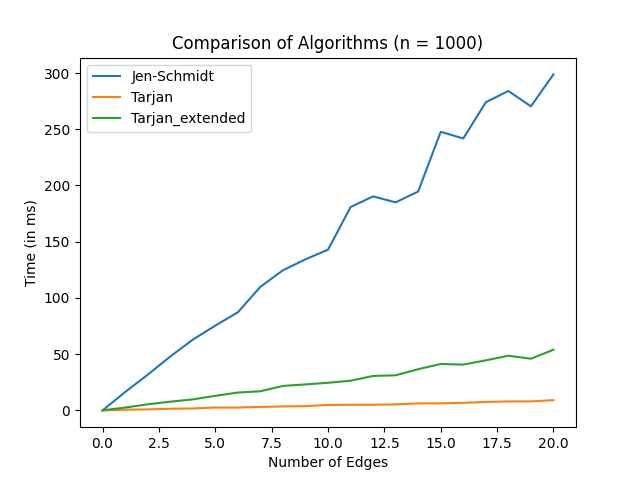 Comparison of Algorithms (n = 1000)
Jen-Schmidt
Tarjan
Tarjan_extended
Time (in ms)
300
250
200
150
100
50
0
0.0 2.5 5.0 7.5 10.0 12.5 15.0 17.5 20.0
Number of Edges